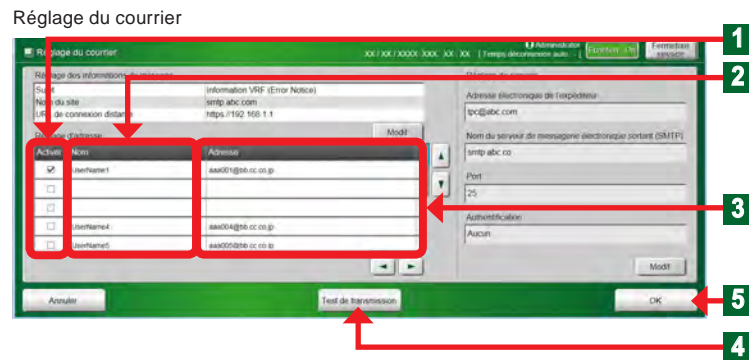 Réglage du courrier
Réglage du courrier
XX / XX / XXXX XXX XX : XX [ Temps déconnexion auto. : - ]
Administrator
Function : On
Fermeture session
Réglage des informations de message
Sujet Information VRF (Error Notice)
Nom du site smtp abc com
URL de connexion distante https://192 168 1 1
Modif
Réglage d'adresse
Activer Nom Adresse
UserName1 aaa001@bb.cc.co.jp
UserName4 aaa004@bb.cc.co.jp
UserName5 aaa005@bb.cc.co.jp
Réglage du serveur
Adresse électronique de l'expéditeur
tpc@abc.com
Nom du serveur de messagerie électronique sortant (SMTP)
smtp abc co
Port
25
Authentification
Aucun
Modif
Annuler Test de transmission OK
1
2
3
5
4